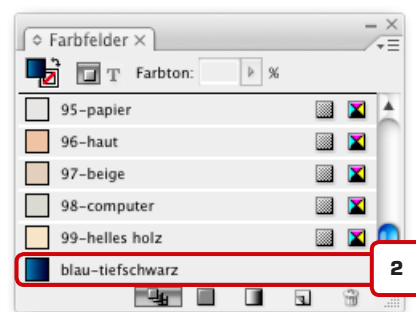 Farbfelder
T Farbton: %
95-papier
96-haut
97-beige
98-computer
99-helles holz
blau-tiefschwarz
2